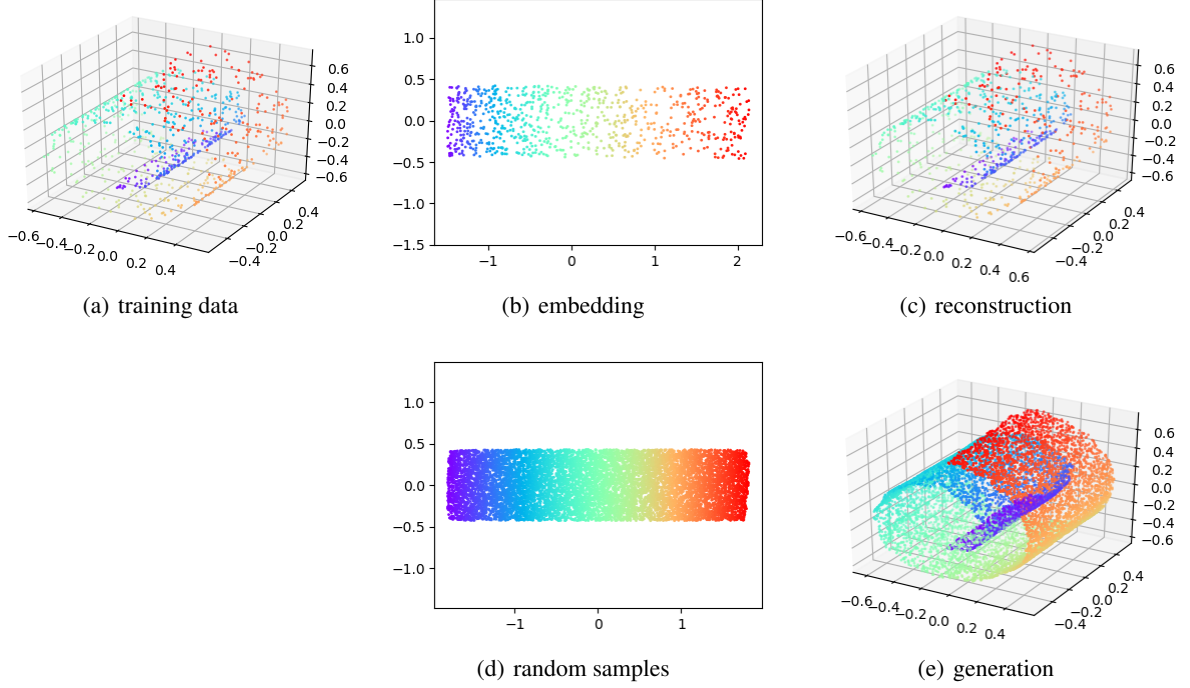 0.6
0.4
0.2
0.0
−0.2
−0.4
−0.6
−0.6 −0.4 −0.2 0.0 0.2 0.4
−0.4 −0.2 0.0 0.2 0.4
(a) training data
1.0
0.5
0.0
−0.5
−1.0
−1.5
−1 0 1 2
(b) embedding
0.6
0.4
0.2
0.0
−0.2
−0.4
−0.6
−0.6 −0.4 −0.2 0.0 0.2 0.4 0.6
−0.4 −0.2 0.0 0.2 0.4
(c) reconstruction
1.0
0.5
0.0
−0.5
−1.0
−1 0 1
(d) random samples
0.6
0.4
0.2
0.0
−0.2
−0.4
−0.6
−0.6 −0.4 −0.2 0.0 0.2 0.4
−0.4 −0.2 0.0 0.2 0.4
(e) generation